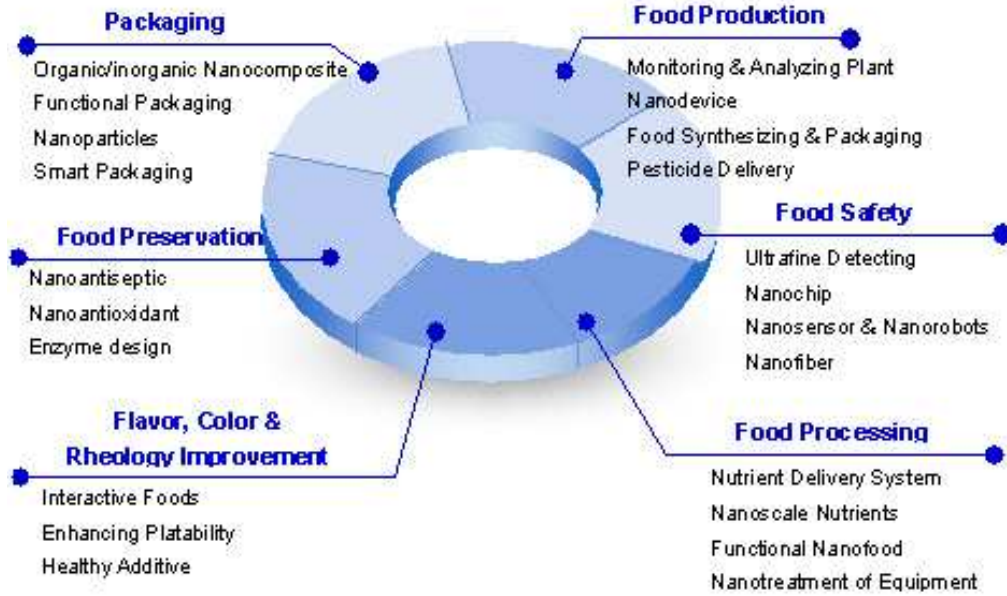 Packaging
Organic/inorganic Nanocomposite
Functional Packaging
Nanoparticles
Smart Packaging
Food Production
Monitoring & Analyzing Plant
Nanodevice
Food Synthesizing & Packaging
Pesticide Delivery
Food Preservation
Nanoantiseptic
Nanoantioxidant
Enzyme design
Food Safety
Ultrafine Detecting
Nanochip
Nanosensor & Nanorobots
Nanofiber
Flavor, Color &
Rheology Improvement
Interactive Foods
Enhancing Platability
Healthy Additive
Food Processing
Nutrient Delivery System
Nanoscale Nutrients
Functional Nanofood
Nanotreatment of Equipment